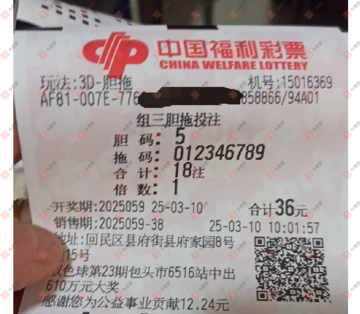 中国福利彩票
CHINA WELFARE LOTTERY
玩法:3D-胆拖 机号:15016369
AF81-007E-776 858866/94A01
组三胆拖投注
胆 码: 5
拖 码: 012346789
合 计: 18注
倍 数: 1
开奖期:2025059 25-03-10 合计36元
销售期:2025059-38 25-03-10 10:01:57
地址:回民区县府街县府家园8号
15号
双色球第23期包头市6516站中出
610万元大奖
感谢您为公益事业贡献12.24元